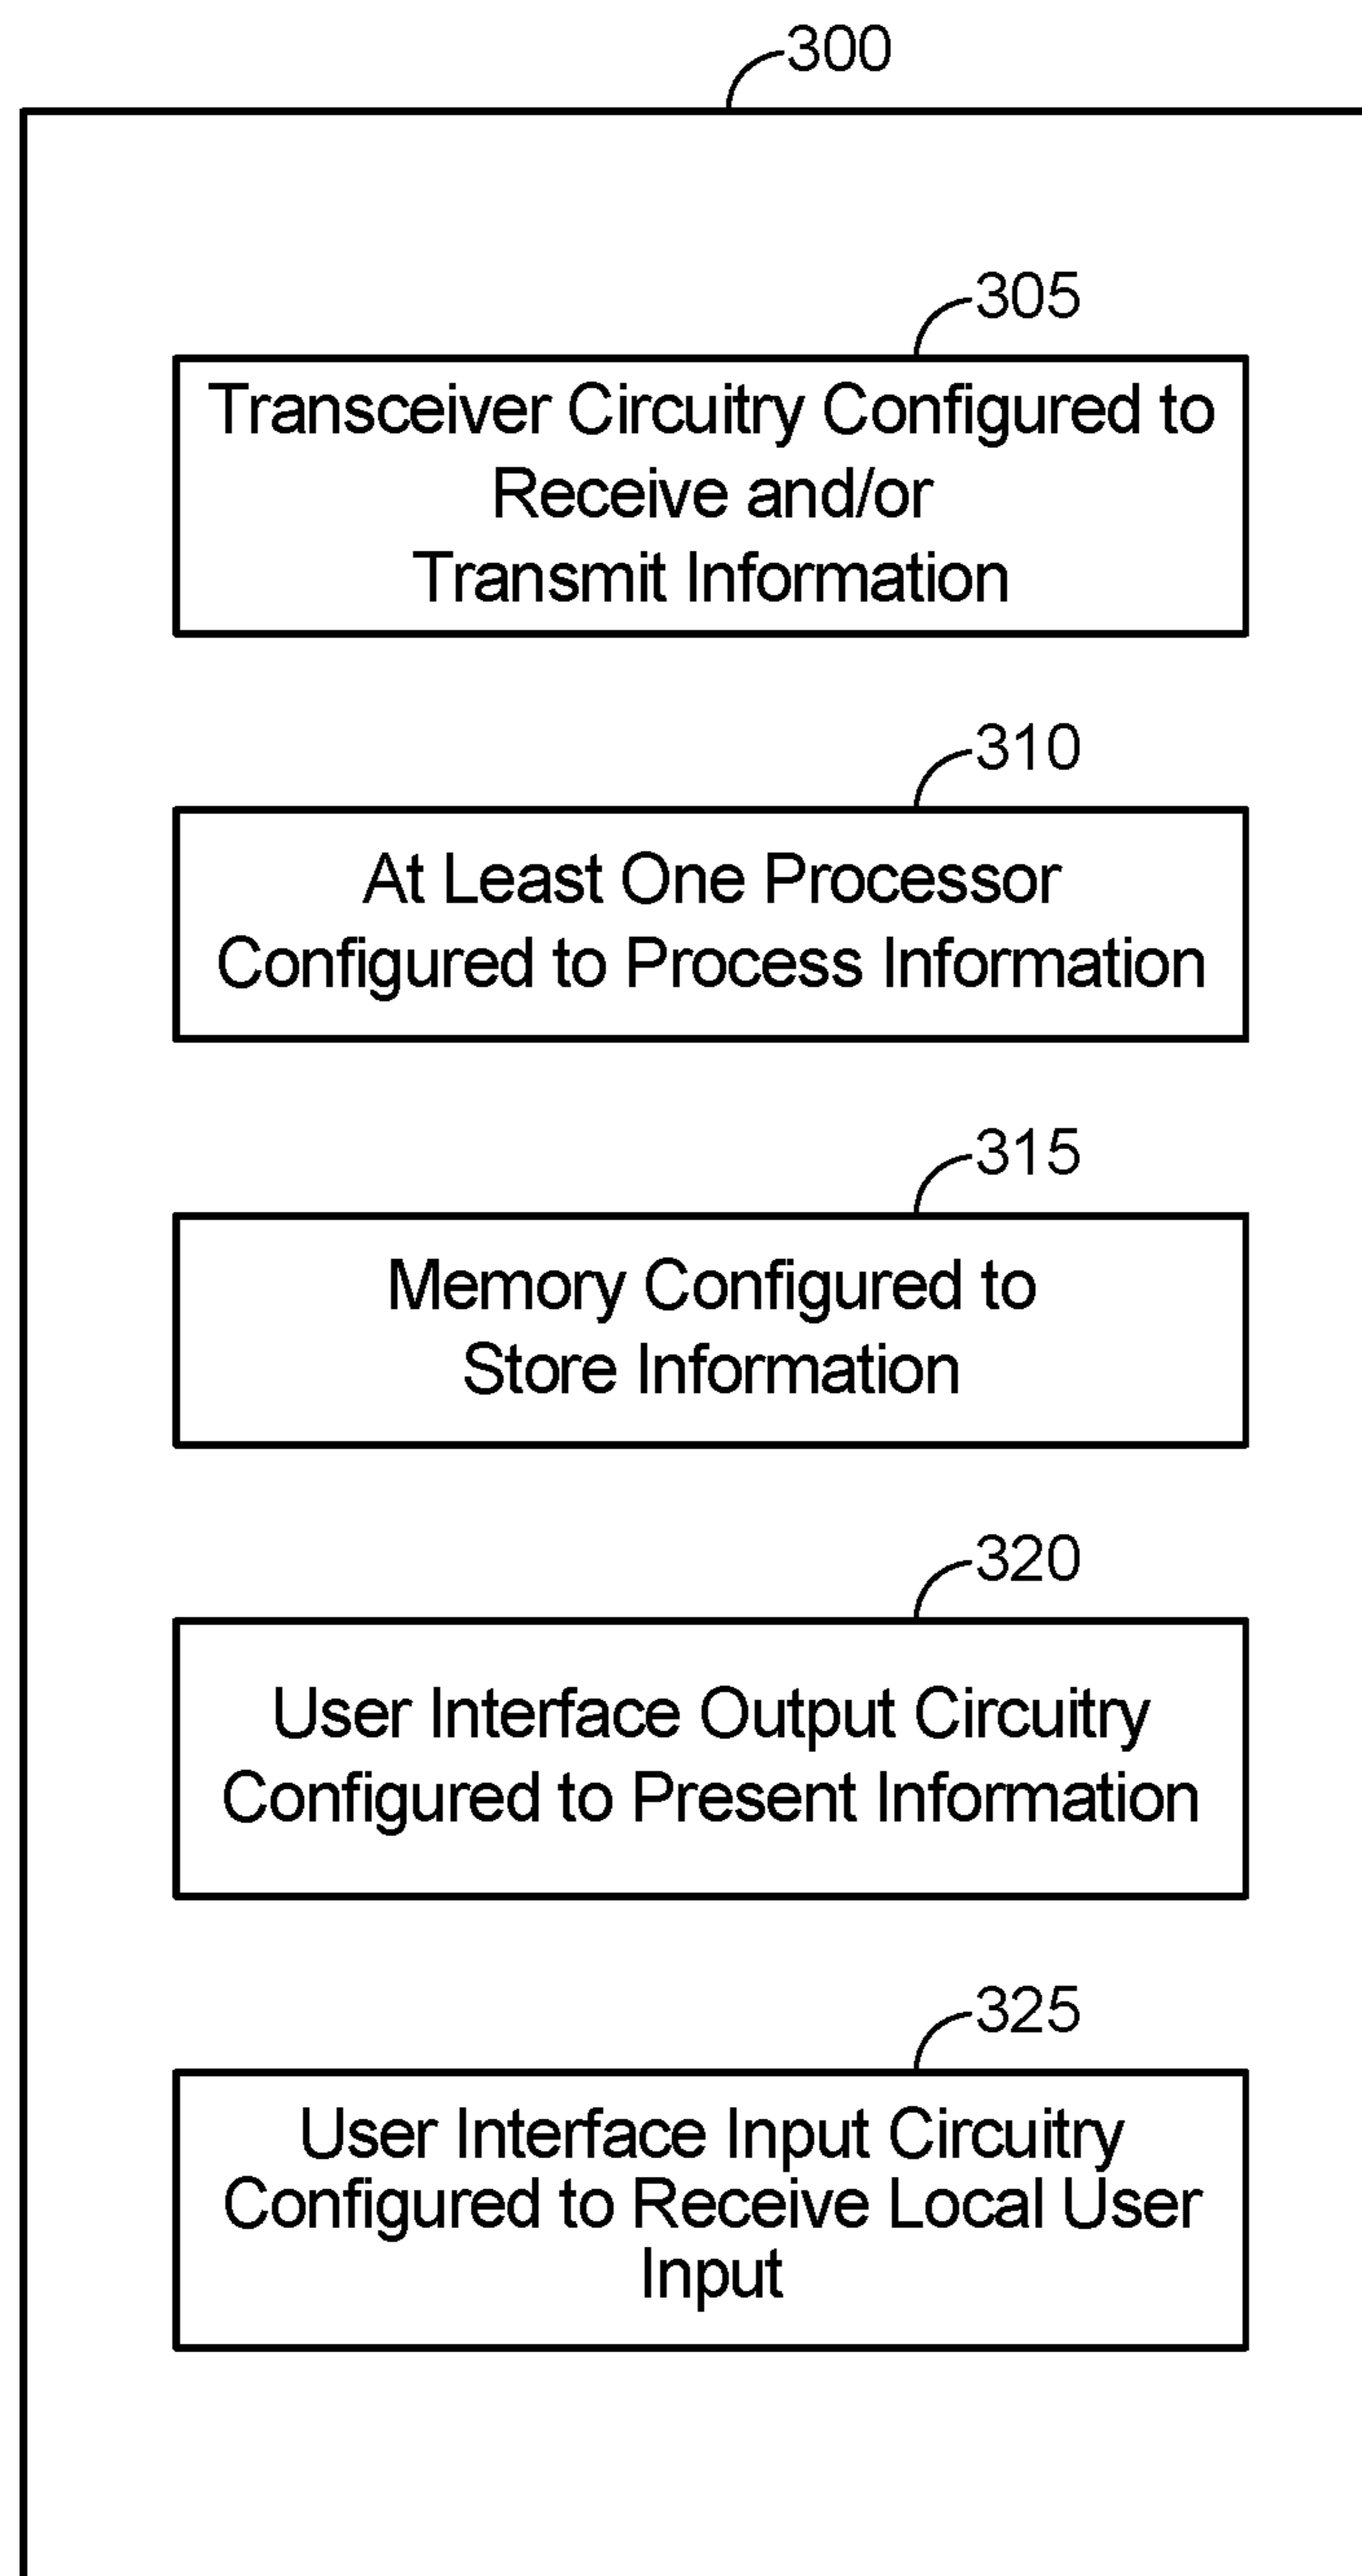 300
305
Transceiver Circuitry Configured to
Receive and/or
Transmit Information
310
At Least One Processor
Configured to Process Information
315
Memory Configured to
Store Information
320
User Interface Output Circuitry
Configured to Present Information
325
User Interface Input Circuitry
Configured to Receive Local User
Input